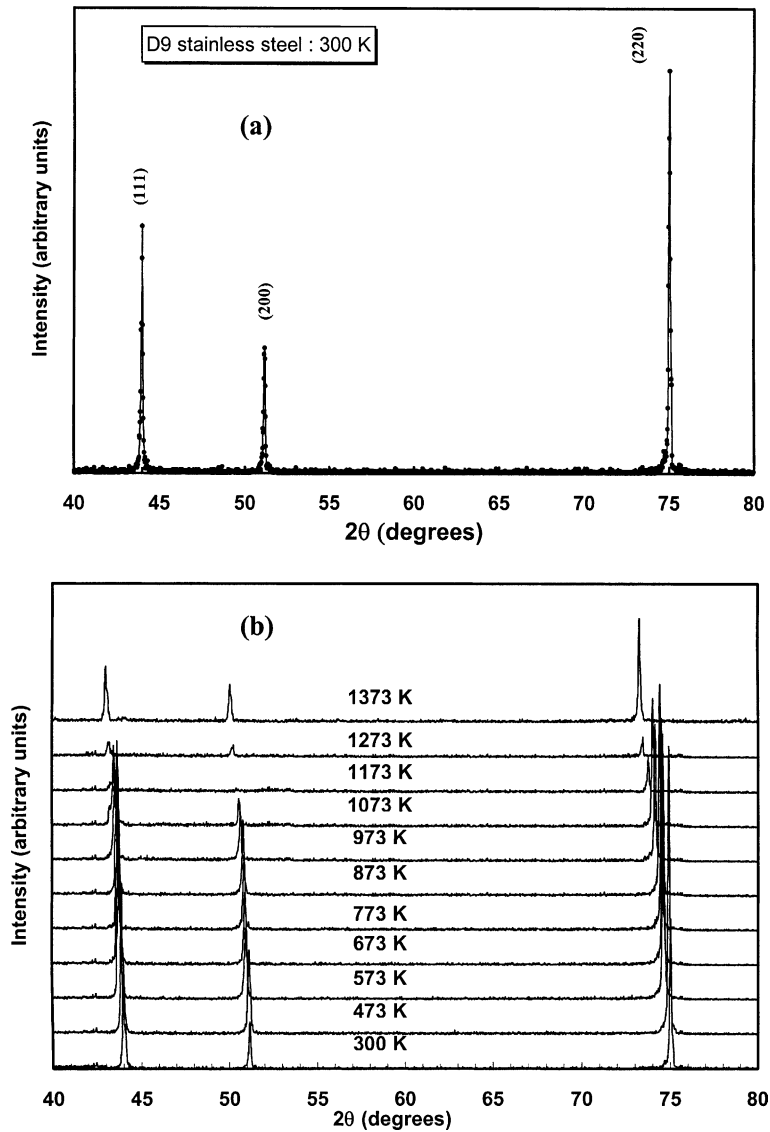 D9 stainless steel : 300 K
(220)
(a)
(111)
(200)
Intensity (arbitrary units)
40 45 50 55 60 65 70 75 80
2θ (degrees)
(b)
1373 K
1273 K
1173 K
1073 K
973 K
873 K
773 K
673 K
573 K
473 K
300 K
Intensity (arbitrary units)
40 45 50 55 60 65 70 75 80
2θ (degrees)